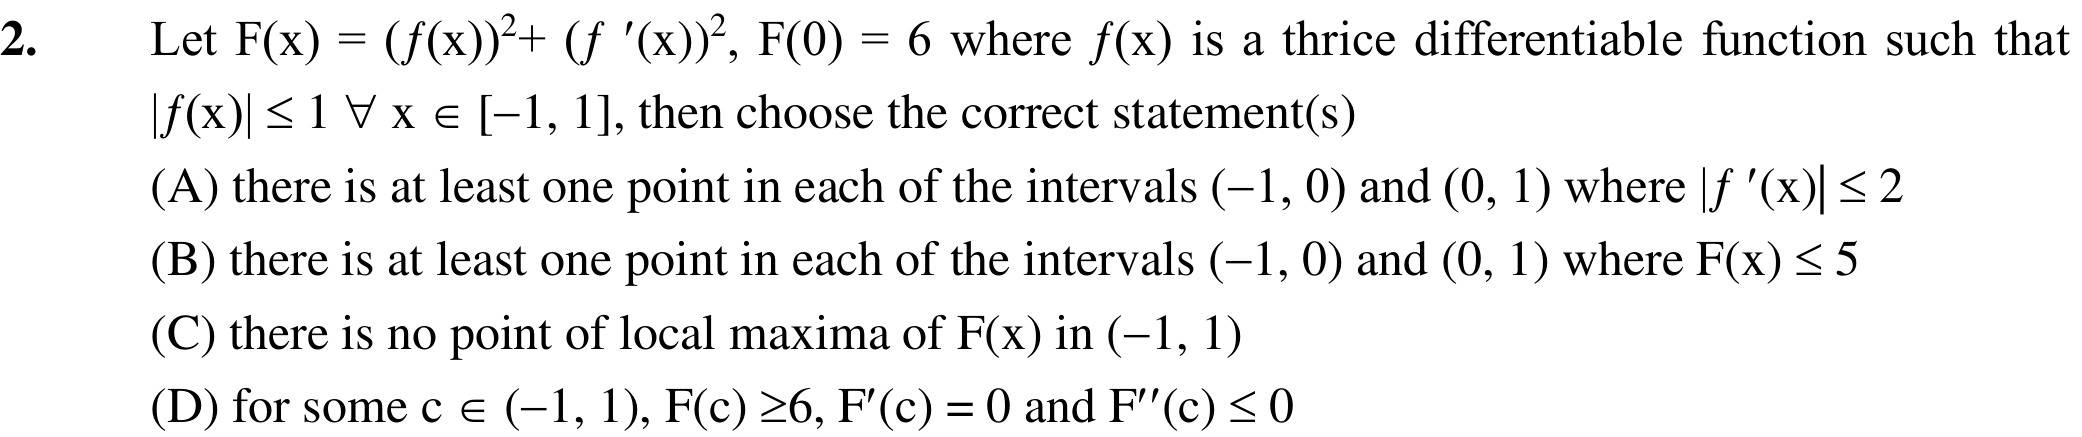 2. Let F(x) = (f(x))²+ (f ′(x))², F(0) = 6 where f(x) is a thrice differentiable function such that
|f(x)| ≤ 1 ∀ x ∈ [–1, 1], then choose the correct statement(s)
(A) there is at least one point in each of the intervals (–1, 0) and (0, 1) where |f ′(x)| ≤ 2
(B) there is at least one point in each of the intervals (–1, 0) and (0, 1) where F(x) ≤ 5
(C) there is no point of local maxima of F(x) in (–1, 1)
(D) for some c ∈ (–1, 1), F(c) ≥6, F′(c) = 0 and F′′(c) ≤ 0